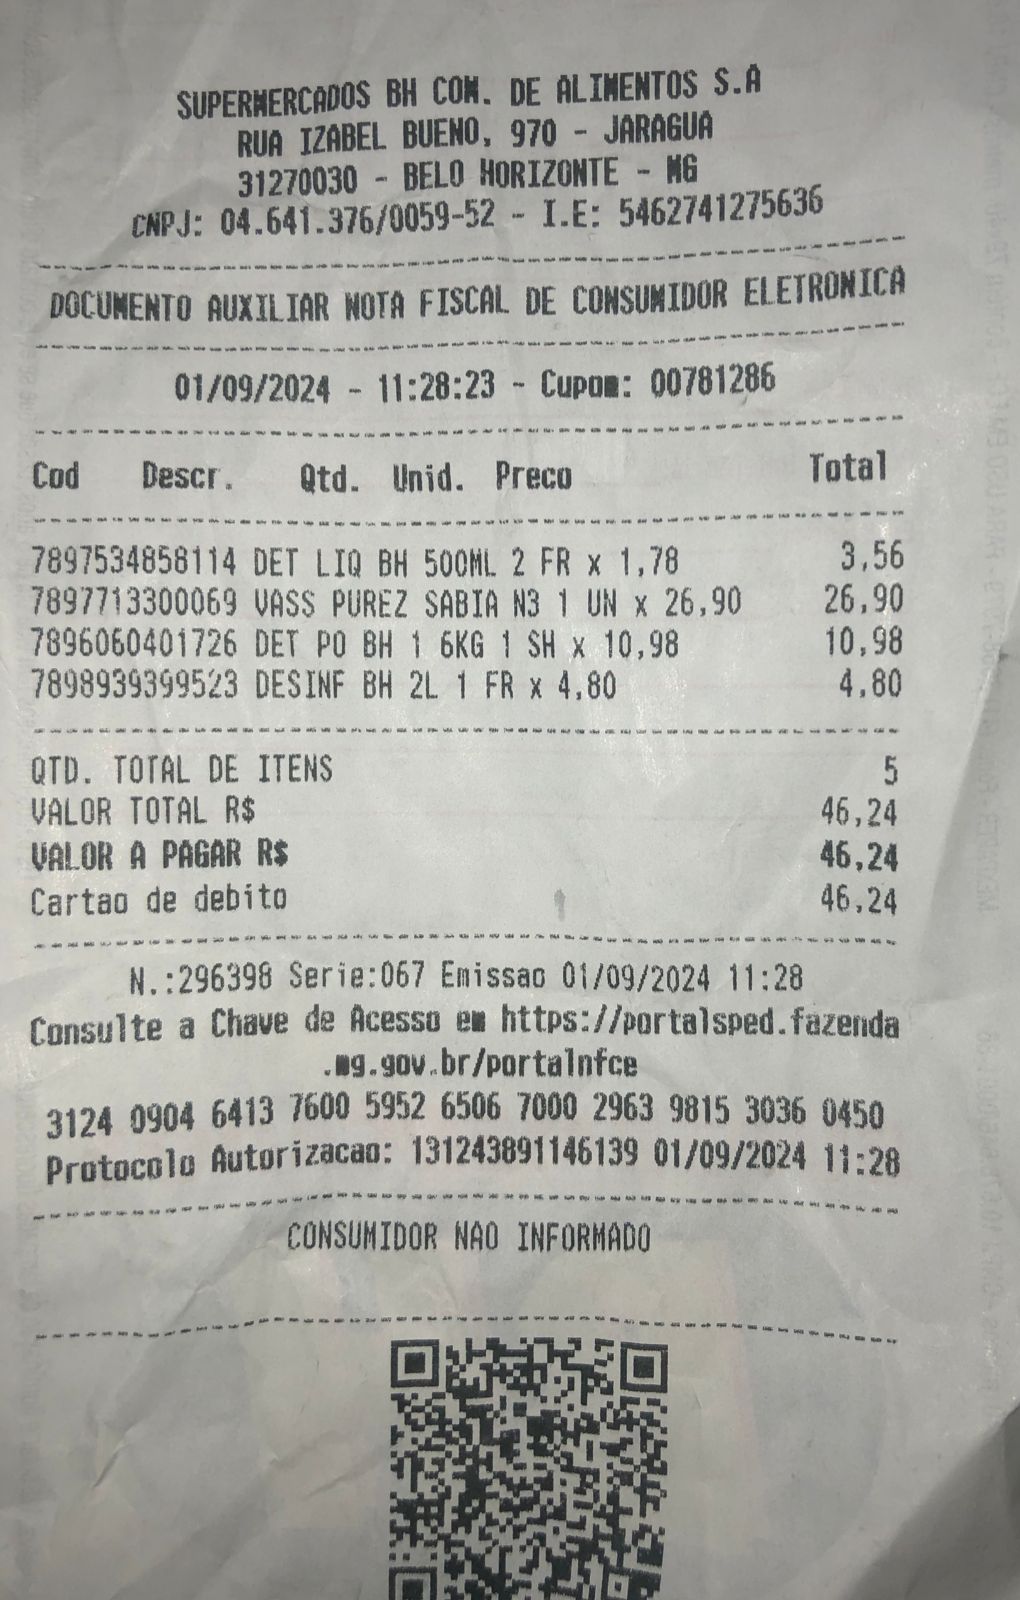 SUPERMERCADOS BH COM. DE ALIMENTOS S.A
RUA IZABEL BUENO, 970 - JARAGUA
31270030 - BELO HORIZONTE - MG
CNPJ: 04.641.376/0059-52 - I.E: 5462741275636
DOCUMENTO AUXILIAR NOTA FISCAL DE CONSUMIDOR ELETRONICA
01/09/2024 - 11:28:23 - Cupom: 00781286
Cod Descr. Qtd. Unid. Preco Total
7897534858114 DET LIQ BH 500ML 2 FR x 1,78 3,56
7897713300069 VASS PUREZ SABIA N3 1 UN x 26,90 26,90
7896060401726 DET PO BH 1 6KG 1 SH x 10,98 10,98
7898939399523 DESINF BH 2L 1 FR x 4,80 4,80
QTD. TOTAL DE ITENS 5
VALOR TOTAL R$ 46,24
VALOR A PAGAR R$ 46,24
Cartao de debito 46,24
N.:296398 Serie:067 Emissao 01/09/2024 11:28
Consulte a Chave de Acesso em https://portalsped.fazenda
.mg.gov.br/portalnfce
3124 0904 6413 7600 5952 6506 7000 2963 9815 3036 0450
Protocolo Autorizacao: 131243891146139 01/09/2024 11:28
CONSUMIDOR NAO INFORMADO